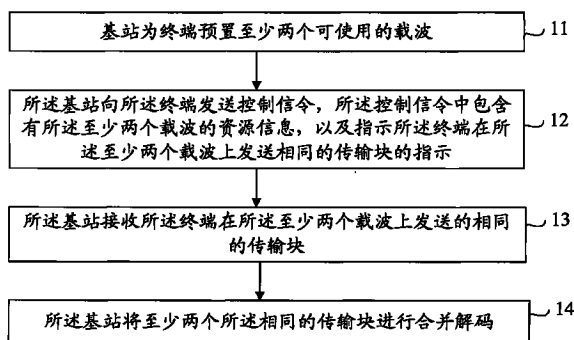 基站为终端预置至少两个可使用的载波
11
所述基站向所述终端发送控制信令，所述控制信令中包含
有所述至少两个载波的资源信息，以及指示所述终端在所
述至少两个载波上发送相同的传输块的指示
12
所述基站接收所述终端在所述至少两个载波上发送的相同
的传输块
13
所述基站将至少两个所述相同的传输块进行合并解码
14